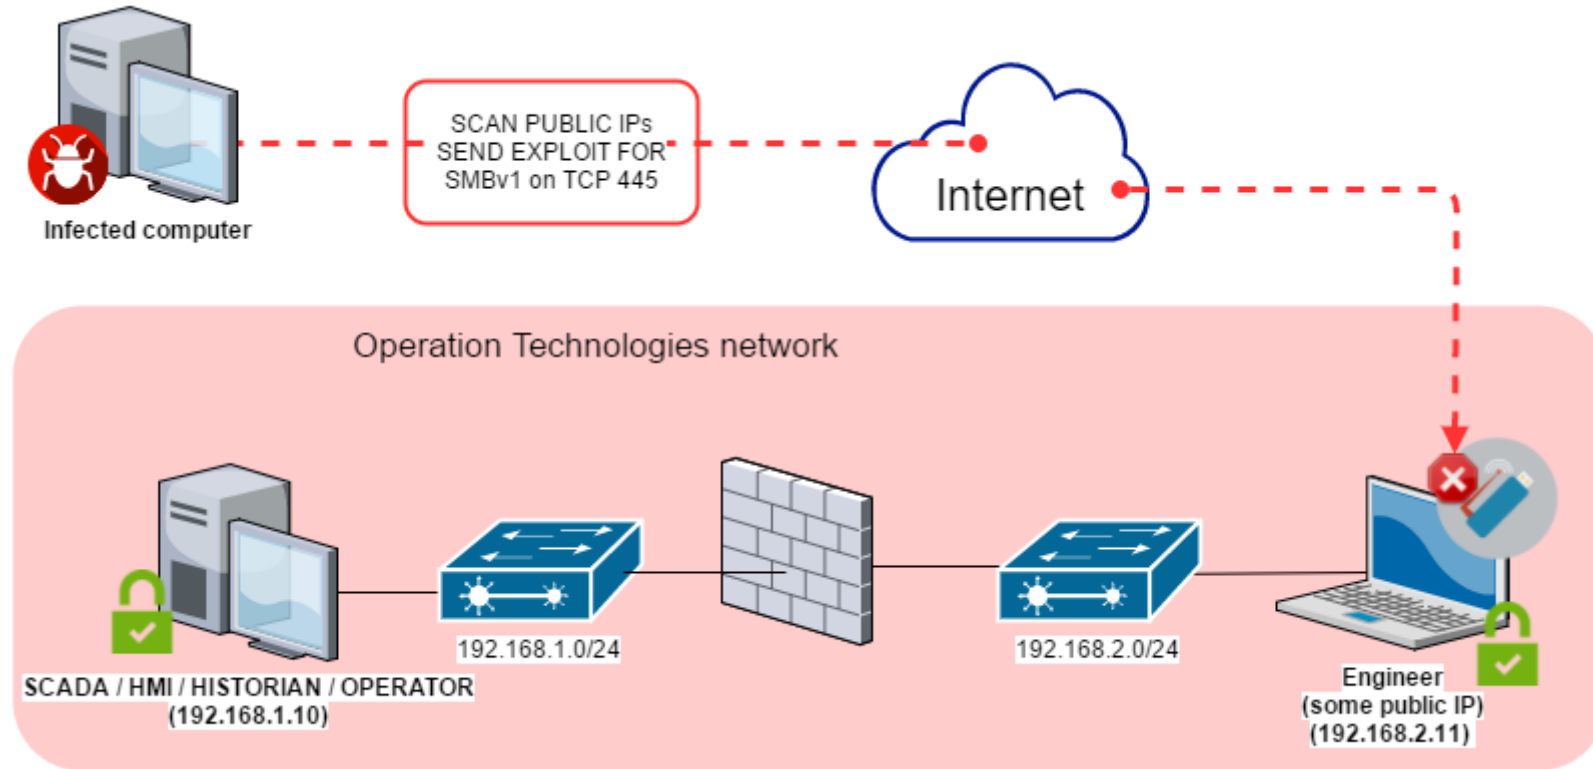 SCAN PUBLIC IPs
SEND EXPLOIT FOR
SMBv1 on TCP 445
Internet
Infected computer
Operation Technologies network
192.168.1.0/24
192.168.2.0/24
SCADA / HMI / HISTORIAN / OPERATOR
(192.168.1.10)
Engineer
(some public IP)
(192.168.2.11)